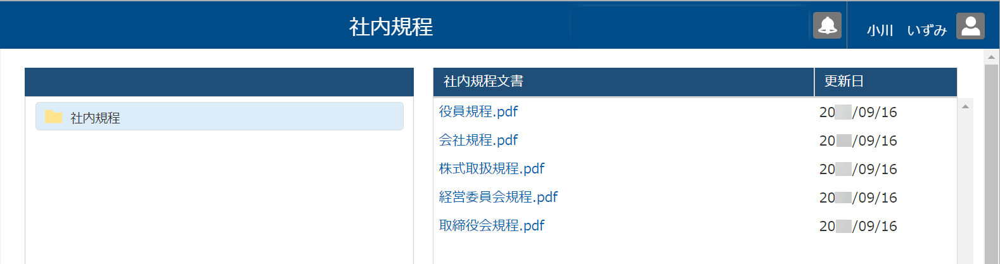 社内規程
小川　いずみ
社内規程
社内規程文書 更新日
役員規程.pdf 20 /09/16
会社規程.pdf 20 /09/16
株式取扱規程.pdf 20 /09/16
経営委員会規程.pdf 20 /09/16
取締役会規程.pdf 20 /09/16